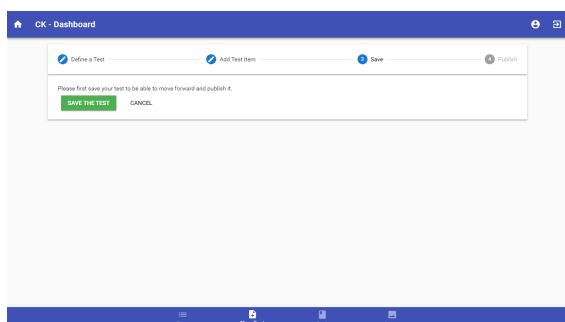 CK - Dashboard
Define a Test
Add Test Item
3 Save
4 Publish
Please first save your test to be able to move forward and publish it.
SAVE THE TEST
CANCEL